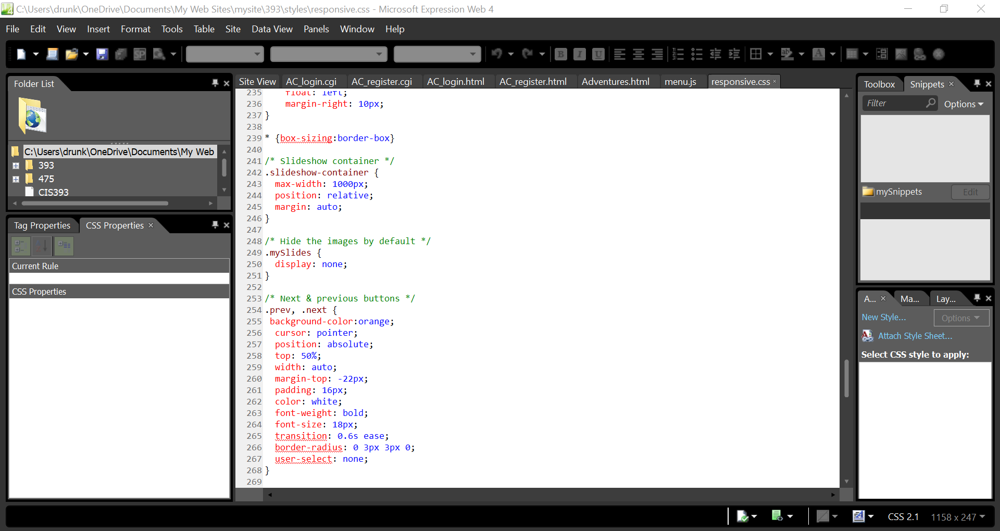 C:\Users\drunk\OneDrive\Documents\My Web Sites\mysite\393\styles\responsive.css - Microsoft Expression Web 4
File Edit View Insert Format Tools Table Site Data View Panels Window Help
Folder List
C:\Users\drunk\OneDrive\Documents\My Web
393
475
CIS393
Tag Properties CSS Properties
Current Rule
CSS Properties
Site View AC_login.cgi AC_register.cgi AC_login.html AC_register.html Adventures.html menu.js responsive.css
235 float: left;
236 margin-right: 10px;
237 }
238
239 * {box-sizing:border-box}
240
241 /* Slideshow container */
242 .slideshow-container {
243 max-width: 1000px;
244 position: relative;
245 margin: auto;
246 }
247
248 /* Hide the images by default */
249 .mySlides {
250 display: none;
251 }
252
253 /* Next & previous buttons */
254 .prev, .next {
255 background-color:orange;
256 cursor: pointer;
257 position: absolute;
258 top: 50%;
259 width: auto;
260 margin-top: -22px;
261 padding: 16px;
262 color: white;
263 font-weight: bold;
264 font-size: 18px;
265 transition: 0.6s ease;
266 border-radius: 0 3px 3px 0;
267 user-select: none;
268 }
269
Toolbox Snippets
Filter Options
mySnippets Edit
A... Ma... Lay...
New Style... Options
Attach Style Sheet...
Select CSS style to apply:
CSS 2.1 1158 x 247